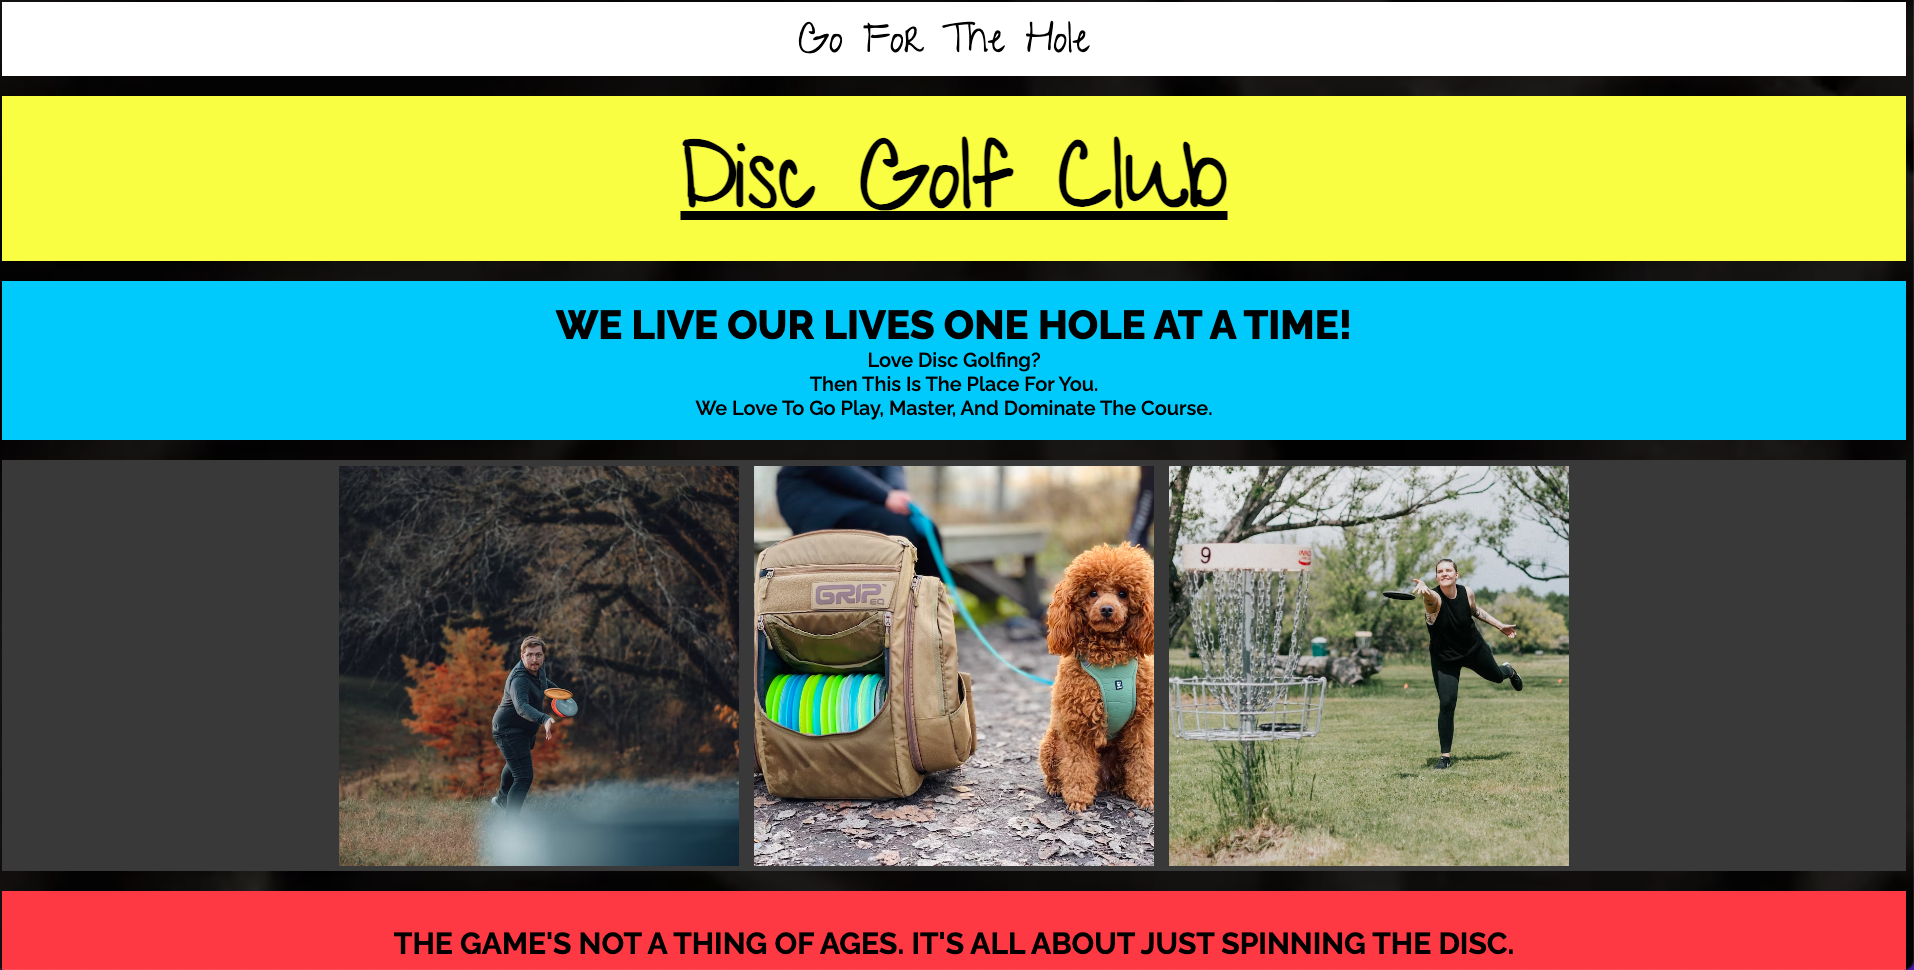 Go For The Hole
Disc Golf Club
WE LIVE OUR LIVES ONE HOLE AT A TIME!
Love Disc Golfing?
Then This Is The Place For You.
We Love To Go Play, Master, And Dominate The Course.
GRIP EQ
9
THE GAME'S NOT A THING OF AGES. IT'S ALL ABOUT JUST SPINNING THE DISC.